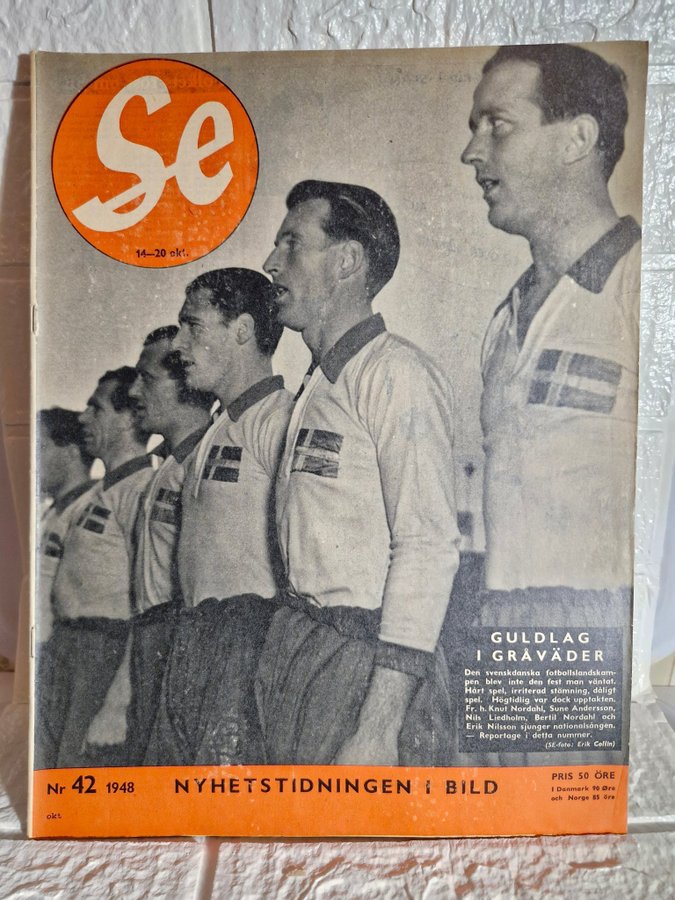 Se
14—20 okt.
GULDLAG
I GRÅVÄDER
Den svenskdanska fotbollslandskam-
pen blev inte den fest man väntat.
Hårt spel, irriterad stämning, dåligt
spel. Högtidlig var dock upptakten.
Fr. h. Knut Nordahl, Sune Andersson,
Nils Liedholm, Bertil Nordahl och
Erik Nilsson sjunger nationalsången.
— Reportage i detta nummer.
(SE-foto: Erik Collin)
Nr 42 1948 NYHETSTIDNINGEN I BILD
PRIS 50 ÖRE
I Danmark 90 Øre
och Norge 85 öre
okt